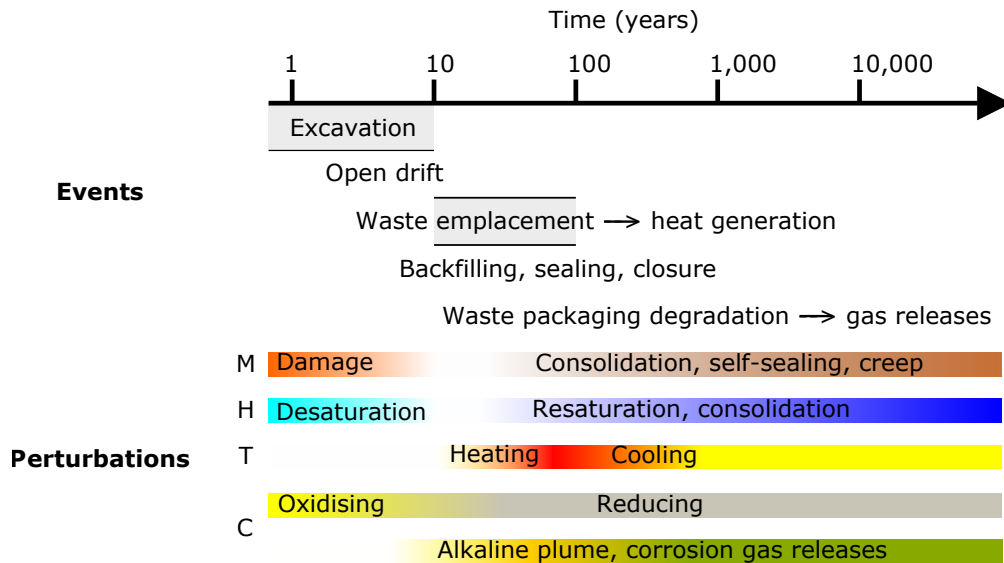 Time (years)
1 10 100 1,000 10,000
Excavation
Open drift
Events
Waste emplacement → heat generation
Backfilling, sealing, closure
Waste packaging degradation → gas releases
M Damage Consolidation, self-sealing, creep
H Desaturation Resaturation, consolidation
Perturbations T Heating Cooling
Oxidising Reducing
C
Alkaline plume, corrosion gas releases